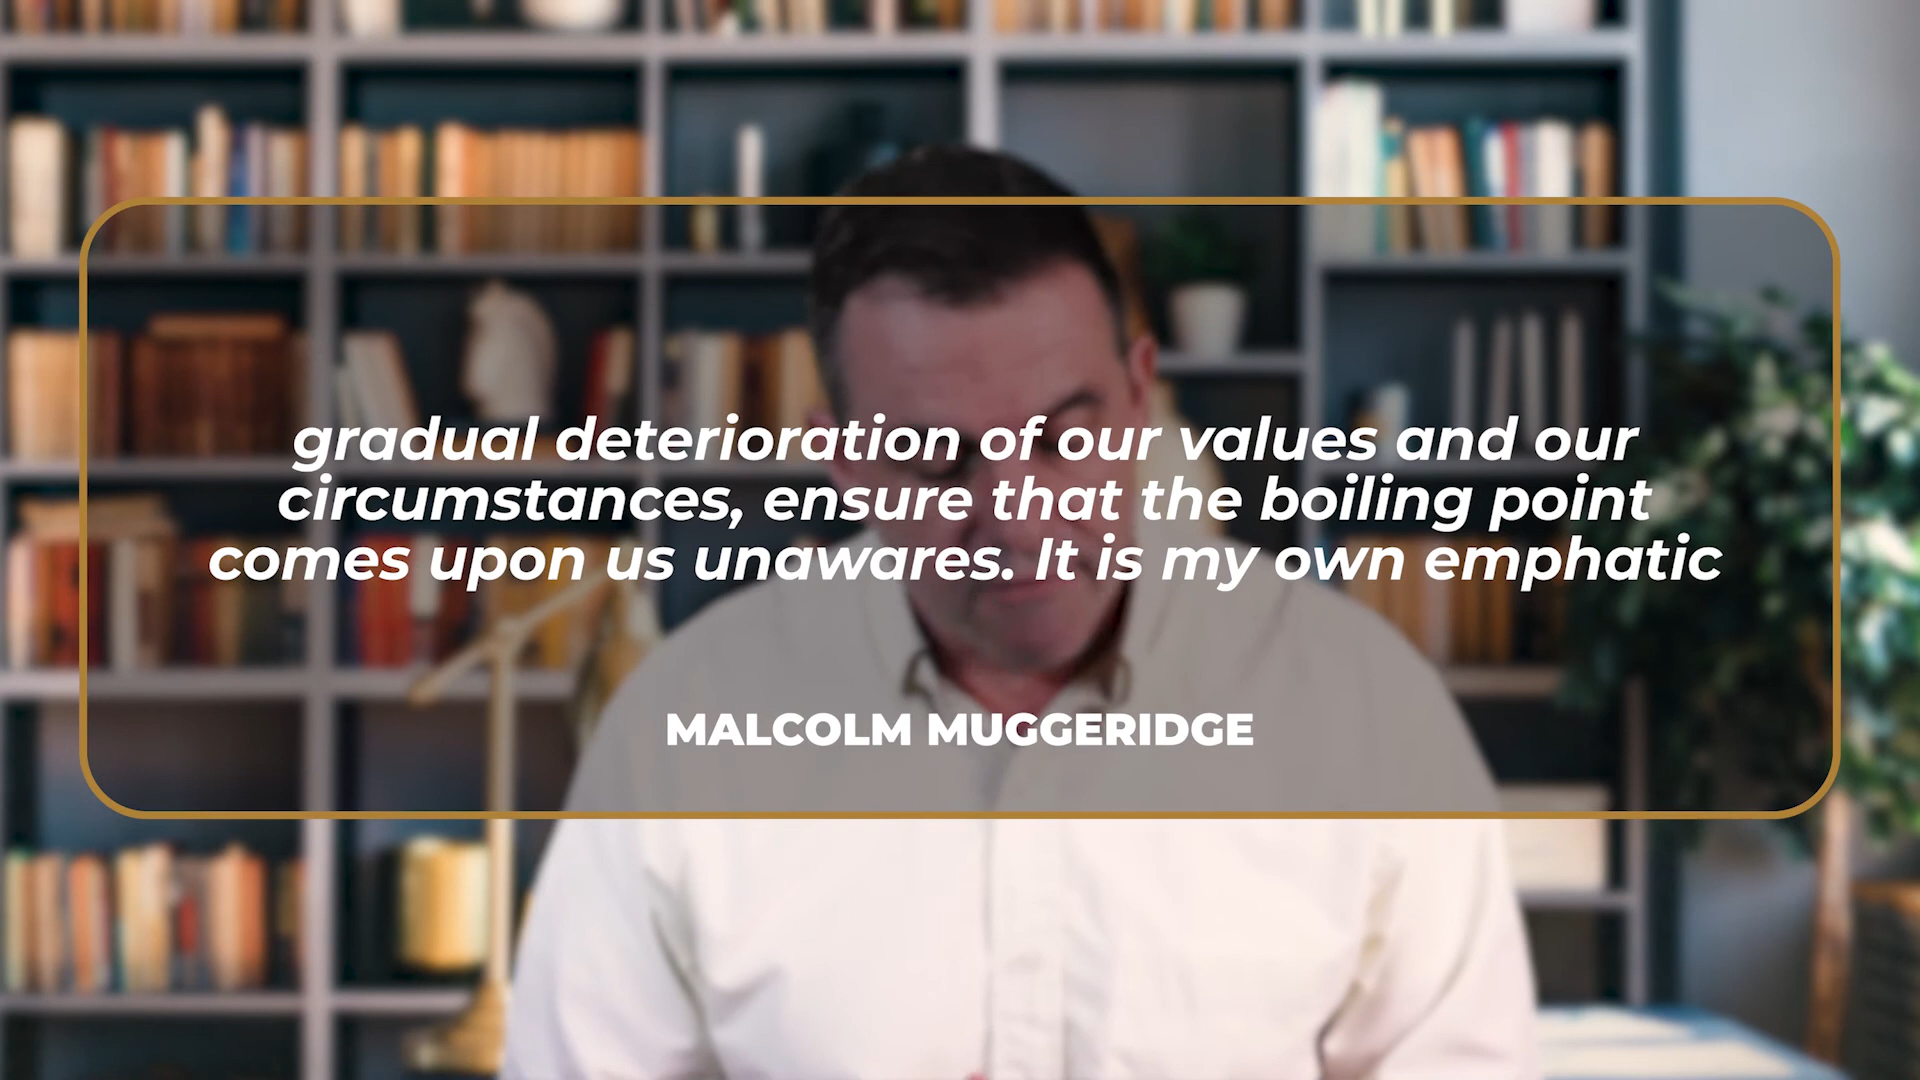 gradual deterioration of our values and our
circumstances, ensure that the boiling point
comes upon us unawares. It is my own emphatic
MALCOLM MUGGERIDGE